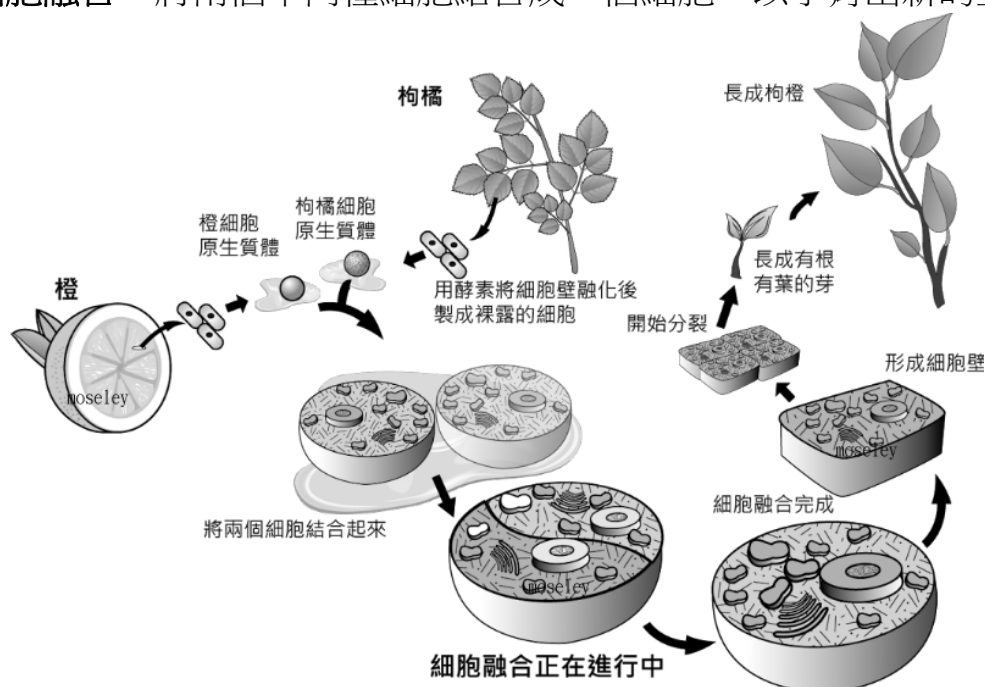 胞融合
枸橘
長成枸橙
橙細胞
原生質體
枸橘細胞
原生質體
橙
用酵素將細胞壁融化後
製成裸露的細胞
長成有根
有葉的芽
開始分裂
形成細胞壁
moseley
moseley
將兩個細胞結合起來
細胞融合完成
moseley
細胞融合正在進行中